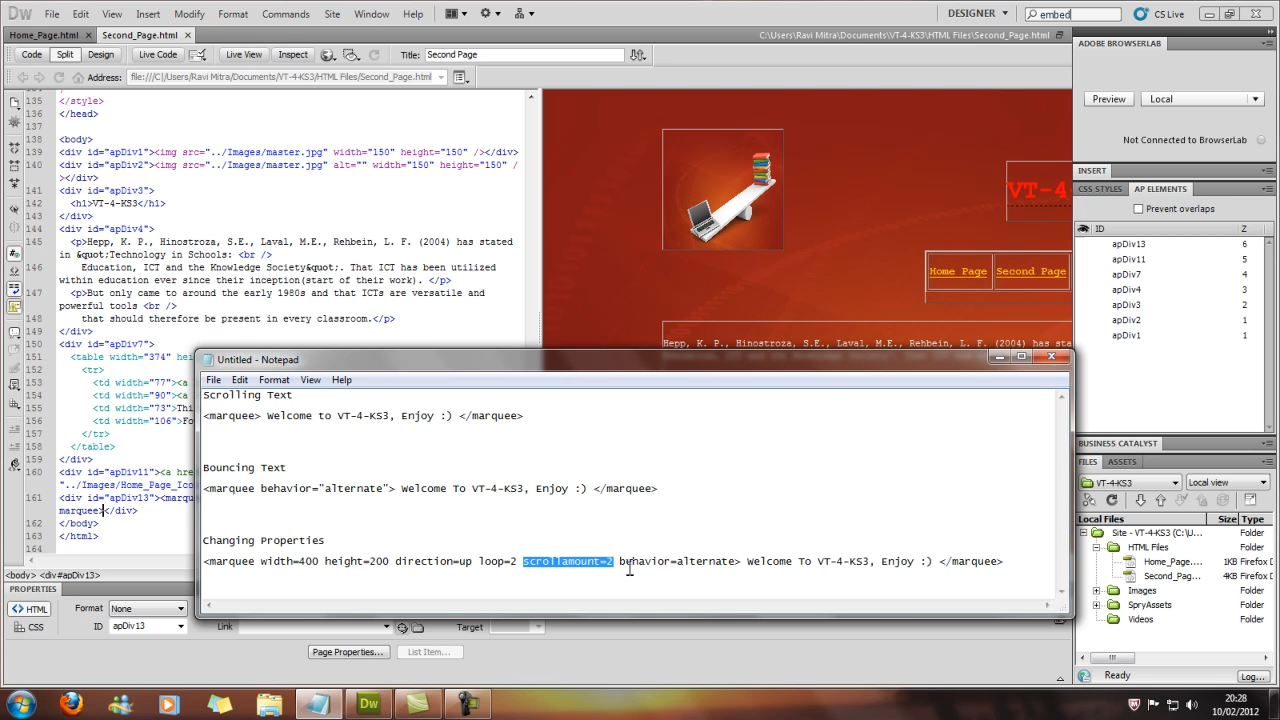 Dw File Edit View Insert Modify Format Commands Site Window Help DESIGNER embed CS Live
Home_Page.html Second_Page.html C:\Users\Ravi Mitra\Documents\VT-4-KS3\HTML Files\Second_Page.html
Code Split Design Live Code Live View Inspect Title: Second Page
Address: file:///C|/Users/Ravi Mitra/Documents/VT-4-KS3/HTML Files/Second_Page.html
135 </style>
136 </head>
137
138 <body>
139 <div id="apDiv1"><img src="../Images/master.jpg" width="150" height="150" /></div>
140 <div id="apDiv2"><img src="../Images/master.jpg" alt="" width="150" height="150" /
></div>
141 <div id="apDiv3">
142 <h1>VT-4-KS3</h1>
143 </div>
144 <div id="apDiv4">
145 <p>Hepp, K. P., Hinostroza, S.E., Laval, M.E., Rehbein, L. F. (2004) has stated
in &quot;Technology in Schools: <br />
146 Education, ICT and the Knowledge Society&quot;. That ICT has been utilized
within education ever since their inception(start of their work). </p>
147 <p>But only came to around the early 1980s and that ICTs are versatile and
powerful tools <br />
148 that should therefore be present in every classroom.</p>
149 </div>
150 <div id="apDiv7">
151 <table width="374" hei
152 <tr>
153 <td width="77"><a
154 <td width="90"><a
155 <td width="73">Thi
156 <td width="106">Fo
157 </tr>
158 </table>
159 </div>
160 <div id="apDiv11"><a hre
"../Images/Home_Page_Ico
161 <div id="apDiv13"><marqu
marquee></div>
162 </body>
163 </html>
164
VT-4-
Home Page Second Page
Hepp, K. P., Hinostroza, S.E., Laval, M.E., Rehbein, L. F. (2004) has sta
Untitled - Notepad
File Edit Format View Help
Scrolling Text
<marquee> Welcome to VT-4-KS3, Enjoy :) </marquee>
Bouncing Text
<marquee behavior="alternate"> Welcome To VT-4-KS3, Enjoy :) </marquee>
Changing Properties
<marquee width=400 height=200 direction=up loop=2 scrollamount=2 behavior=alternate> Welcome To VT-4-KS3, Enjoy :) </marquee>
<body> <div#apDiv13>
PROPERTIES
HTML Format None
CSS ID apDiv13 Link Target
Page Properties... List Item...
ADOBE BROWSERLAB
Preview Local
Not Connected to BrowserLab
INSERT
CSS STYLES AP ELEMENTS
Prevent overlaps
ID Z
apDiv13 6
apDiv11 5
apDiv7 4
apDiv4 3
apDiv3 2
apDiv2 1
apDiv1 1
BUSINESS CATALYST
FILES ASSETS
VT-4-KS3 Local view
Local Files Size Type
Site - VT-4-KS3 (C:\U... Folder
HTML Files Folder
Home_Page.... 1KB Firefox D
Second_Pag... 4KB Firefox D
Images Folder
SpryAssets Folder
Videos Folder
Ready Log...
Dw
20:28
10/02/2012